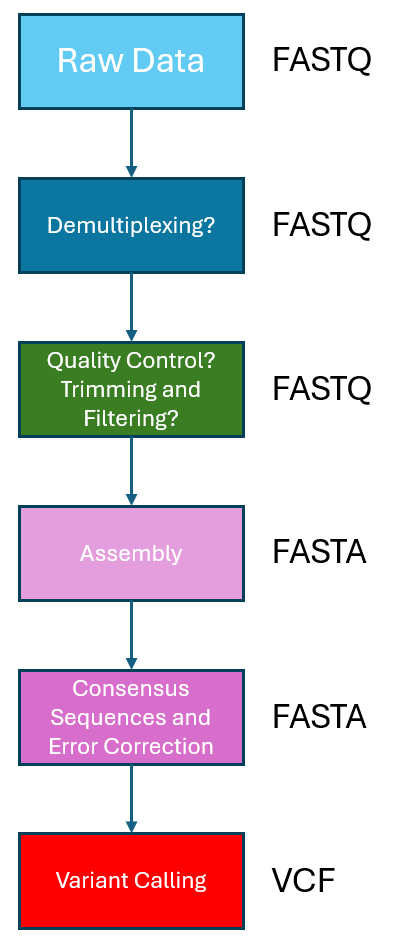 Raw Data
FASTQ
Demultiplexing?
FASTQ
Quality Control?
Trimming and
Filtering?
FASTQ
Assembly
FASTA
Consensus
Sequences and
Error Correction
FASTA
Variant Calling
VCF